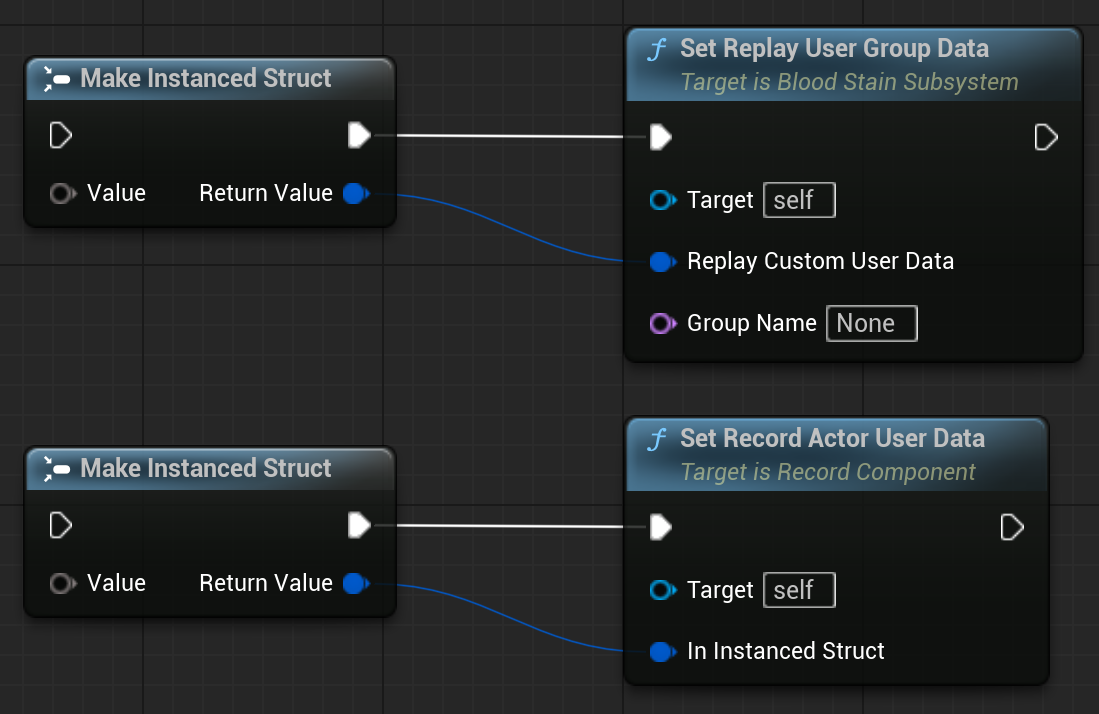 Make Instanced Struct
Value
Return Value
f Set Replay User Group Data
Target is Blood Stain Subsystem
Target self
Replay Custom User Data
Group Name None
Make Instanced Struct
Value
Return Value
f Set Record Actor User Data
Target is Record Component
Target self
In Instanced Struct